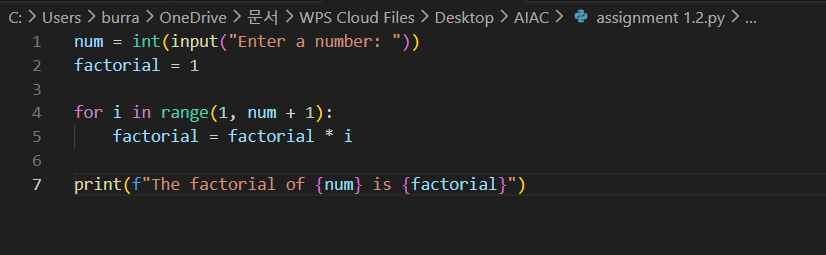 C: > Users > burra > OneDrive > 문서 > WPS Cloud Files > Desktop > AIAC > assignment 1.2.py > ...
1 num = int(input("Enter a number: "))
2 factorial = 1
3
4 for i in range(1, num + 1):
5     factorial = factorial * i
6
7 print(f"The factorial of {num} is {factorial}")